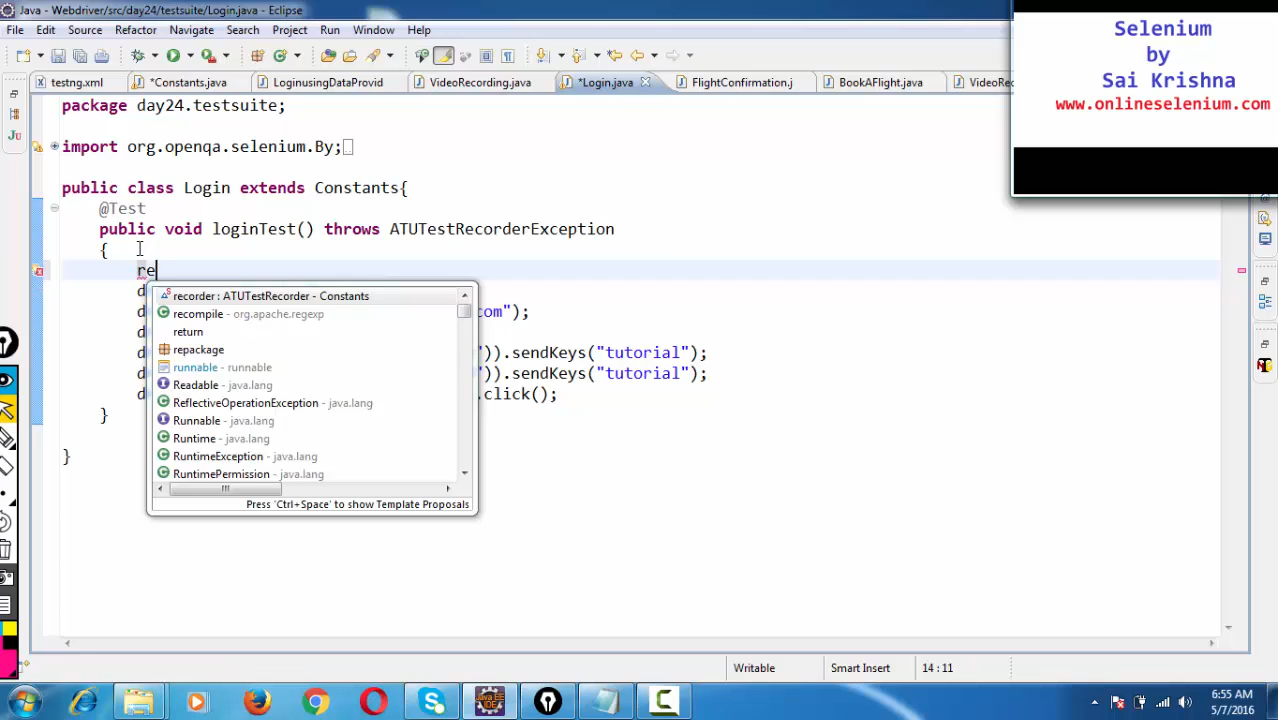 Java - Webdriver/src/day24/testsuite/Login.java - Eclipse
File Edit Source Refactor Navigate Search Project Run Window Help
testng.xml *Constants.java LoginusingDataProvid VideoRecording.java *Login.java FlightConfirmation.j BookAFlight.java VideoRec
Selenium
by
Sai Krishna
www.onlineselenium.com
package day24.testsuite;
import org.openqa.selenium.By;
public class Login extends Constants{
@Test
public void loginTest() throws ATUTestRecorderException
{
re
d
d om");
d
d ")).sendKeys("tutorial");
d ")).sendKeys("tutorial");
d .click();
}
}
recorder : ATUTestRecorder - Constants
recompile - org.apache.regexp
return
repackage
runnable - runnable
Readable - java.lang
ReflectiveOperationException - java.lang
Runnable - java.lang
Runtime - java.lang
RuntimeException - java.lang
RuntimePermission - java.lang
Press 'Ctrl+Space' to show Template Proposals
Writable Smart Insert 14 : 11
6:55 AM
5/7/2016